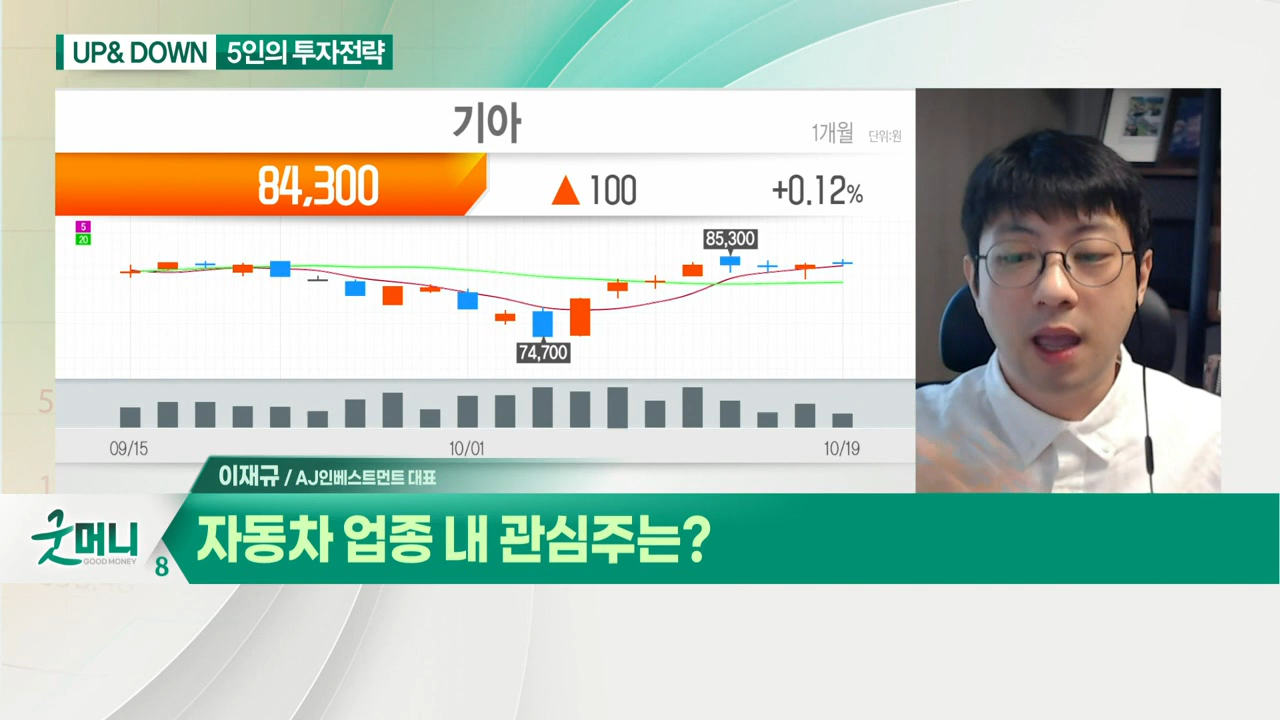 UP& DOWN 5인의 투자전략
기아
1개월 단위:원
84,300 ▲ 100 +0.12%
5
20
85,300
74,700
09/15 10/01 10/19
이재규 / AJ인베스트먼트 대표
굿머니
GOOD MONEY
8
자동차 업종 내 관심주는?